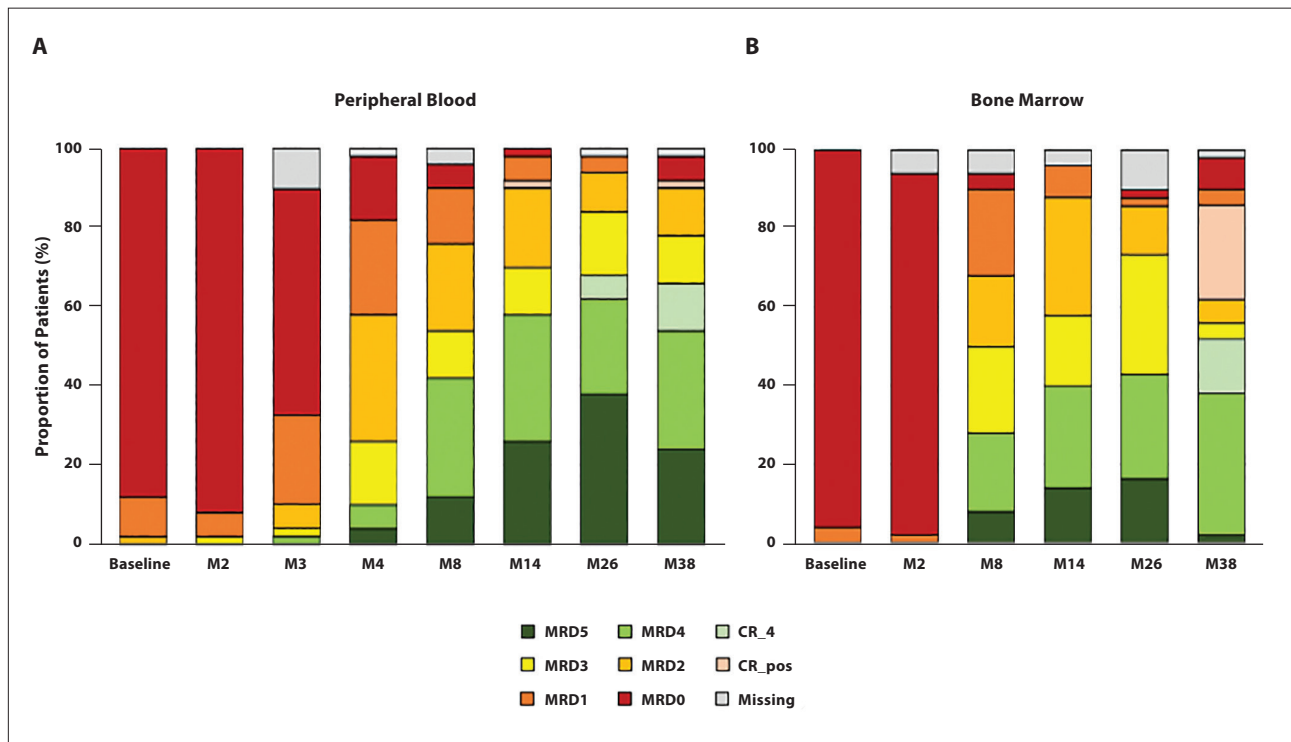 A
B
Peripheral Blood
Bone Marrow
Proportion of Patients (%)
100
80
60
40
20
0
Baseline M2 M3 M4 M8 M14 M26 M38
100
80
60
40
20
0
Baseline M2 M8 M14 M26 M38
MRD5 MRD4 CR_4
MRD3 MRD2 CR_pos
MRD1 MRD0 Missing